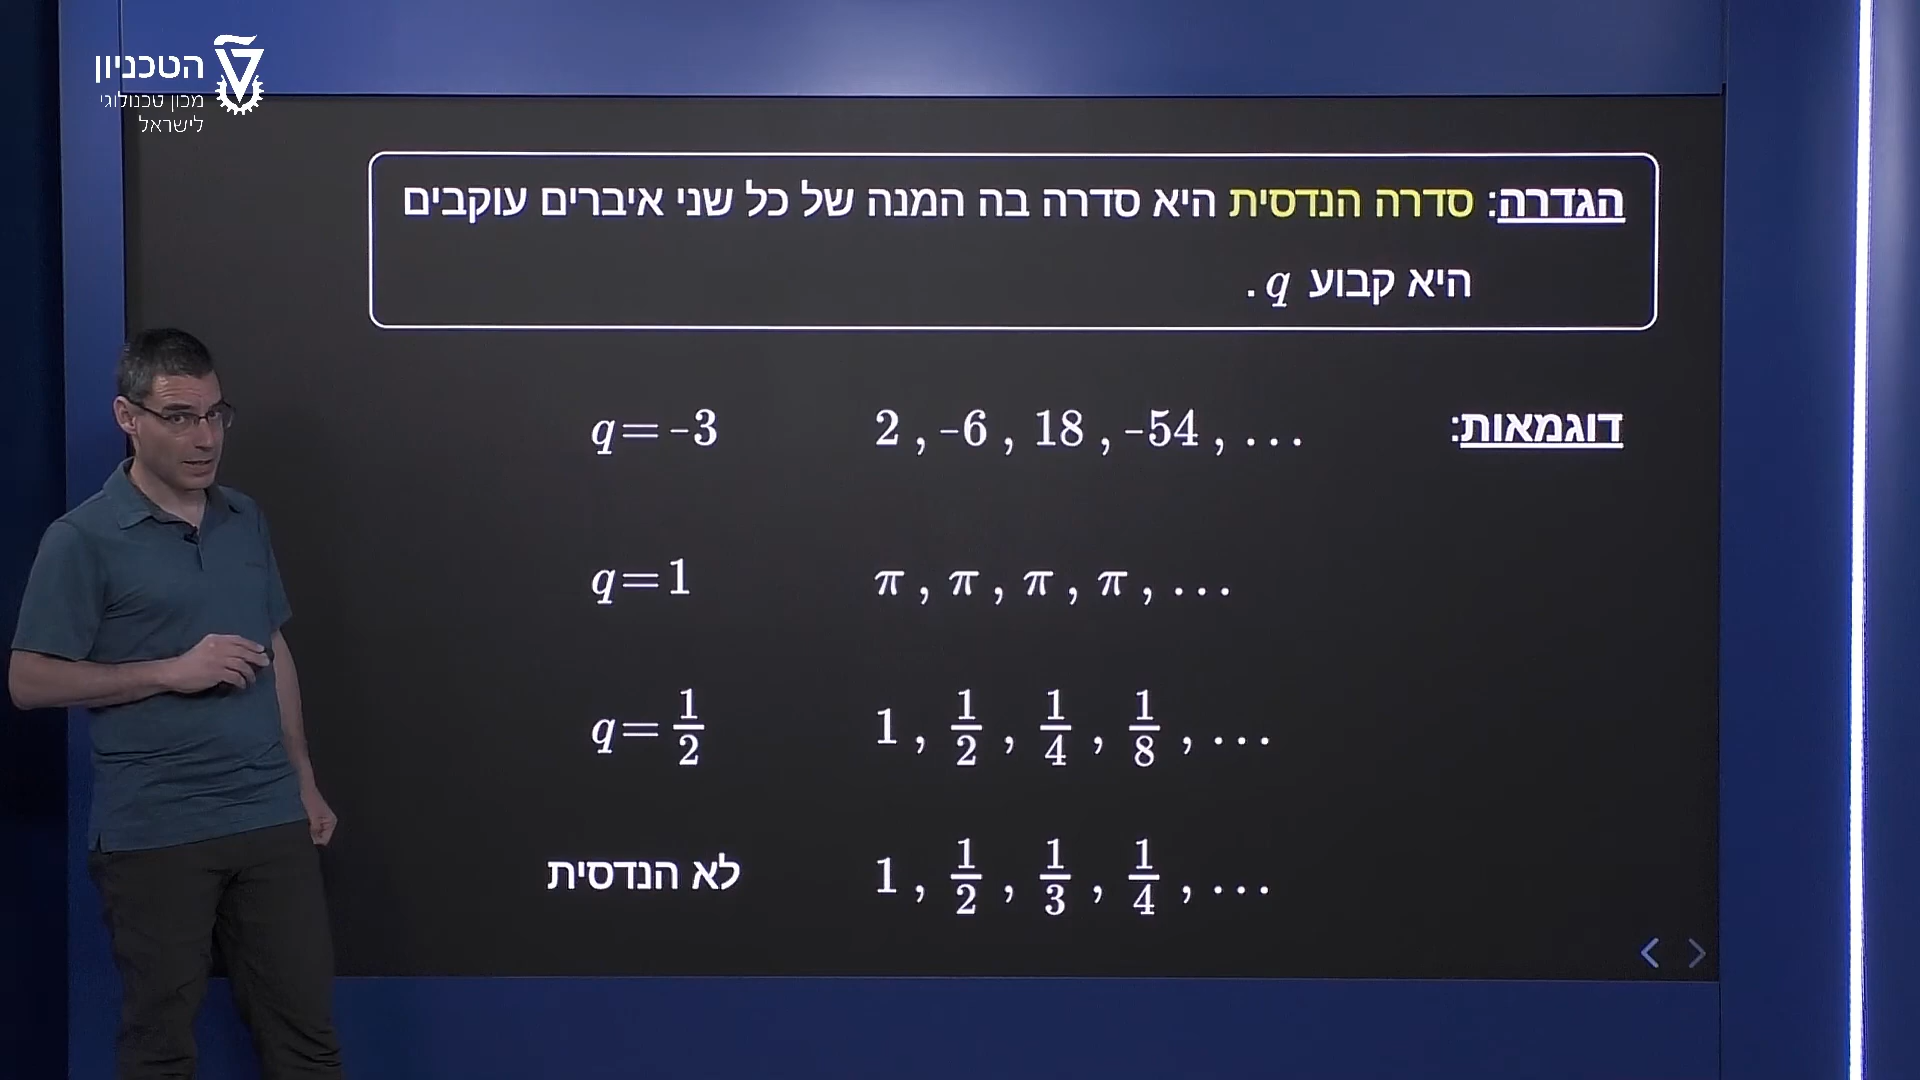 הטכניון
מכון טכנולוגי
לישראל
הגדרה: סדרה הנדסית היא סדרה בה המנה של כל שני איברים עוקבים
היא קבוע q.
דוגמאות: 2 , -6 , 18 , -54 , ... q=-3
π , π , π , π , ... q=1
1 , 1/2 , 1/4 , 1/8 , ... q=1/2
1 , 1/2 , 1/3 , 1/4 , ... לא הנדסית